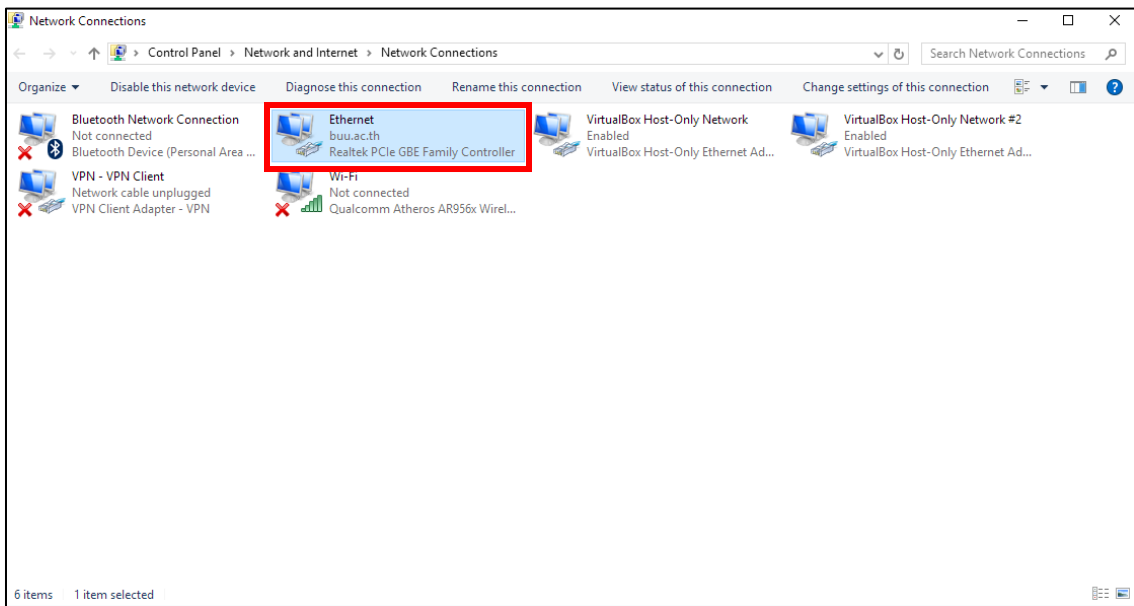 Network Connections
Control Panel > Network and Internet > Network Connections
Search Network Connections
Organize
Disable this network device
Diagnose this connection
Rename this connection
View status of this connection
Change settings of this connection
Bluetooth Network Connection
Not connected
Bluetooth Device (Personal Area ...
Ethernet
buu.ac.th
Realtek PCIe GBE Family Controller
VirtualBox Host-Only Network
Enabled
VirtualBox Host-Only Ethernet Ad...
VirtualBox Host-Only Network #2
Enabled
VirtualBox Host-Only Ethernet Ad...
VPN - VPN Client
Network cable unplugged
VPN Client Adapter - VPN
Wi-Fi
Not connected
Qualcomm Atheros AR956x Wirel...
6 items
1 item selected